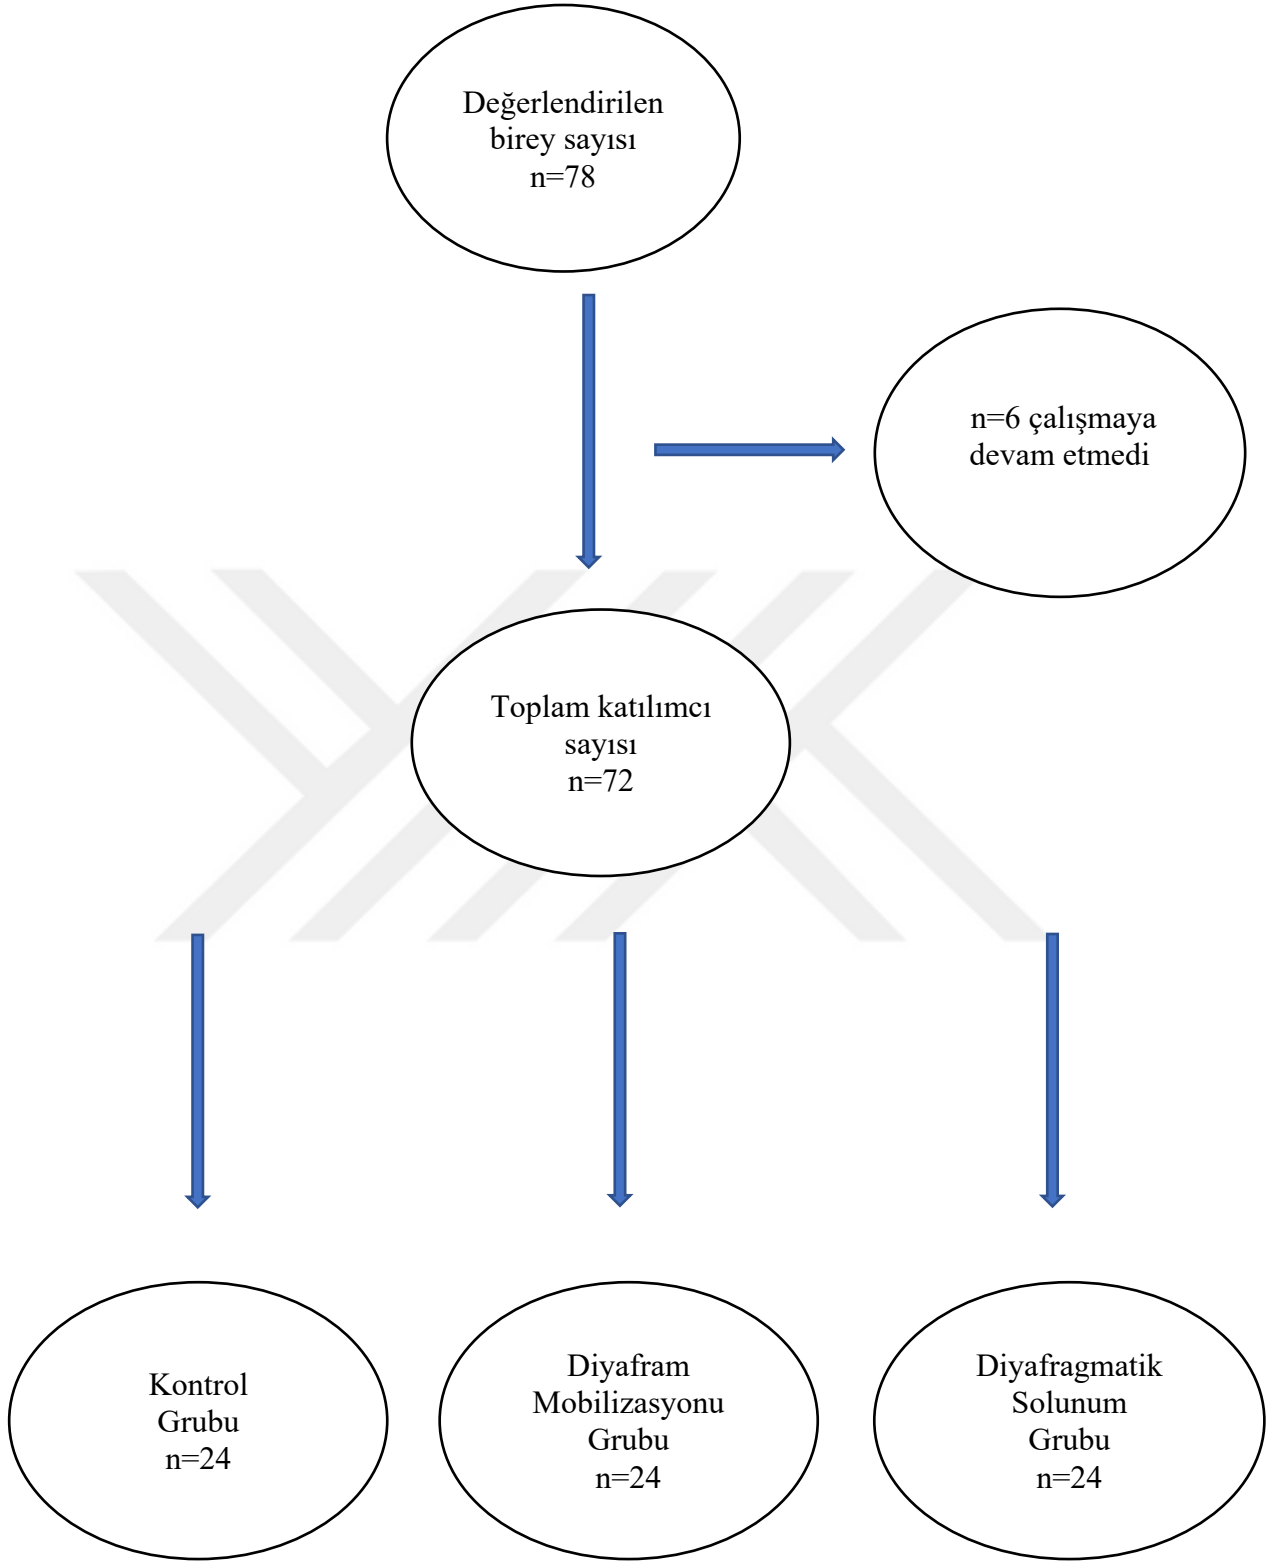 Değerlendirilen
birey sayısı
n=78
n=6 çalışmaya
devam etmedi
Toplam katılımcı
sayısı
n=72
Kontrol
Grubu
n=24
Diyafram
Mobilizasyonu
Grubu
n=24
Diyafragmatik
Solunum
Grubu
n=24